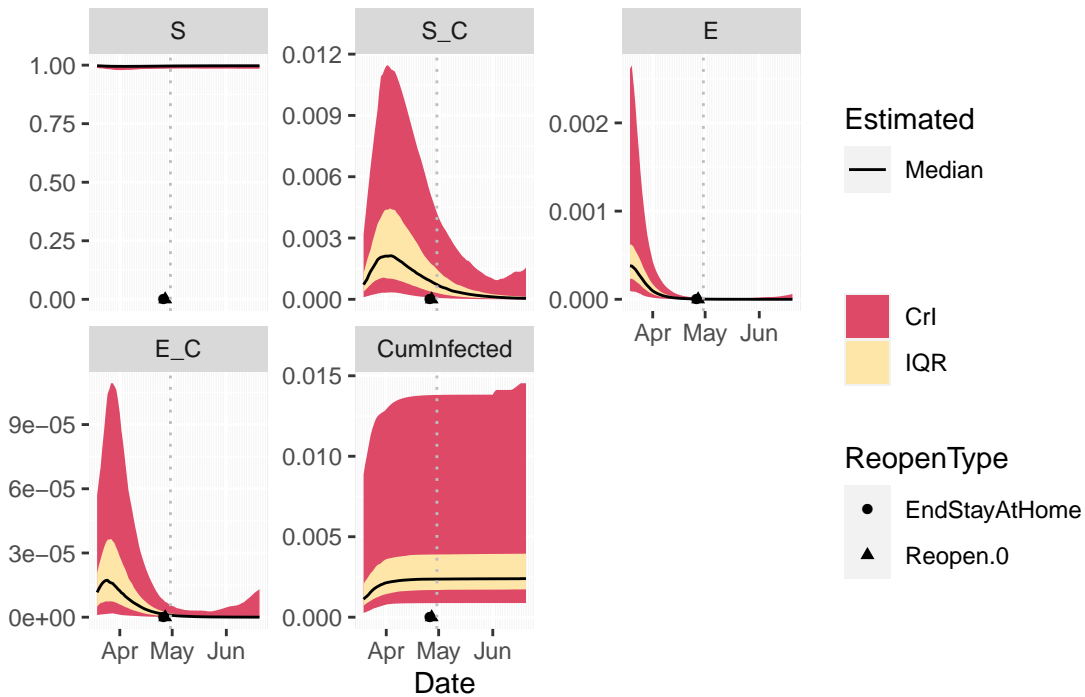 S
S_C
E
1.00
0.75
0.50
0.25
0.00
0.012
0.009
0.006
0.003
0.000
0.002
0.001
0.000
Apr May Jun
E_C
CumInfected
9e−05
6e−05
3e−05
0e+00
0.015
0.010
0.005
0.000
Apr May Jun
Apr May Jun
Date
Estimated
Median
CrI
IQR
ReopenType
EndStayAtHome
Reopen.0